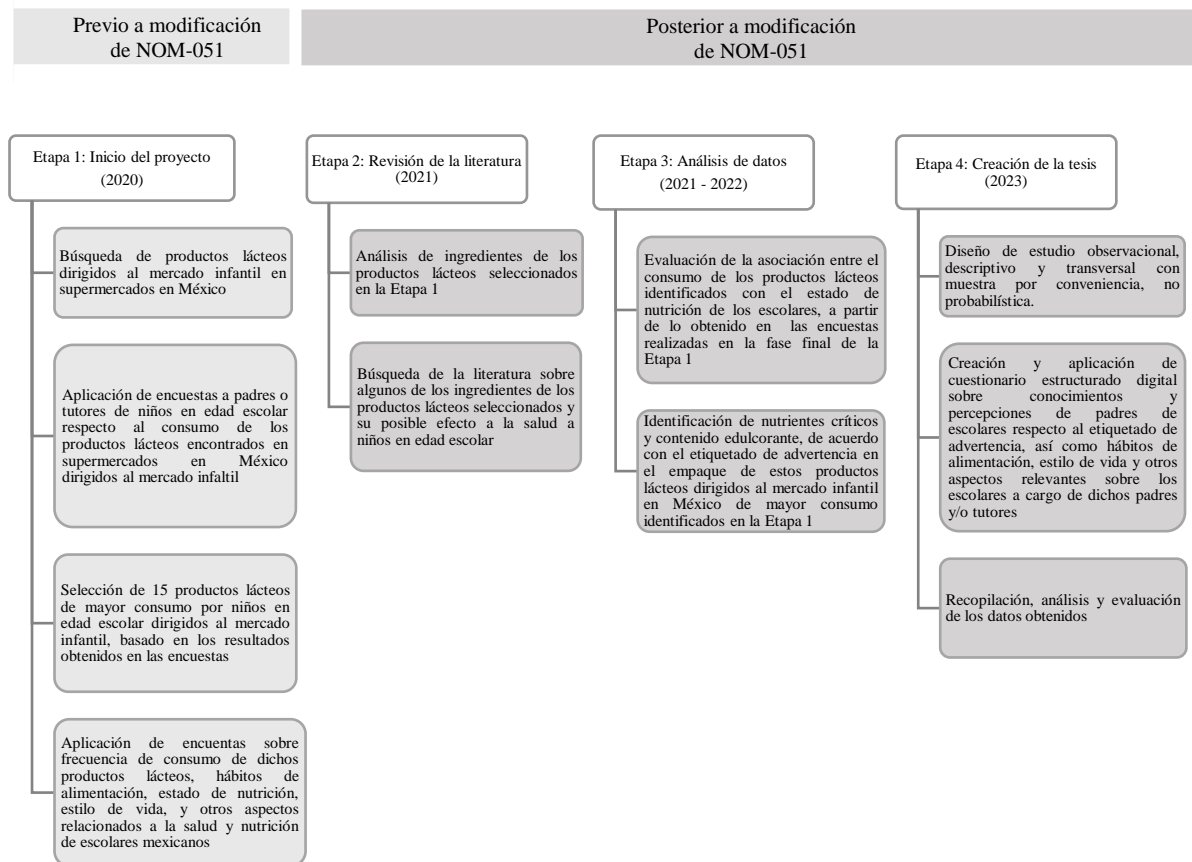 Previo a modificación
de NOM-051
Posterior a modificación
de NOM-051
Etapa 1: Inicio del proyecto
(2020)
Búsqueda de productos lácteos
dirigidos al mercado infantil en
supermercados en México
Aplicación de encuestas a padres o
tutores de niños en edad escolar
respecto al consumo de los
productos lácteos encontrados en
supermercados en México
dirigidos al mercado infaltil
Selección de 15 productos lácteos
de mayor consumo por niños en
edad escolar dirigidos al mercado
infantil, basado en los resultados
obtenidos en las encuestas
Aplicación de encuentas sobre
frecuencia de consumo de dichos
productos lácteos, hábitos de
alimentación, estado de nutrición,
estilo de vida, y otros aspectos
relacionados a la salud y nutrición
de escolares mexicanos
Etapa 2: Revisión de la literatura
(2021)
Análisis de ingredientes de los
productos lácteos seleccionados
en la Etapa 1
Búsqueda de la literatura sobre
algunos de los ingredientes de los
productos lácteos seleccionados y
su posible efecto a la salud a
niños en edad escolar
Etapa 3: Análisis de datos
(2021 - 2022)
Evaluación de la asociación entre el
consumo de los productos lácteos
identificados con el estado de
nutrición de los escolares, a partir
de lo obtenido en las encuestas
realizadas en la fase final de la
Etapa 1
Identificación de nutrientes críticos
y contenido edulcorante, de acuerdo
con el etiquetado de advertencia en
el empaque de estos productos
lácteos dirigidos al mercado infantil
en México de mayor consumo
identificados en la Etapa 1
Etapa 4: Creación de la tesis
(2023)
Diseño de estudio observacional,
descriptivo y transversal con
muestra por conveniencia, no
probabilística.
Creación y aplicación de
cuestionario estructurado digital
sobre conocimientos y
percepciones de padres de
escolares respecto al etiquetado de
advertencia, así como hábitos de
alimentación, estilo de vida y otros
aspectos relevantes sobre los
escolares a cargo de dichos padres
y/o tutores
Recopilación, análisis y evaluación
de los datos obtenidos